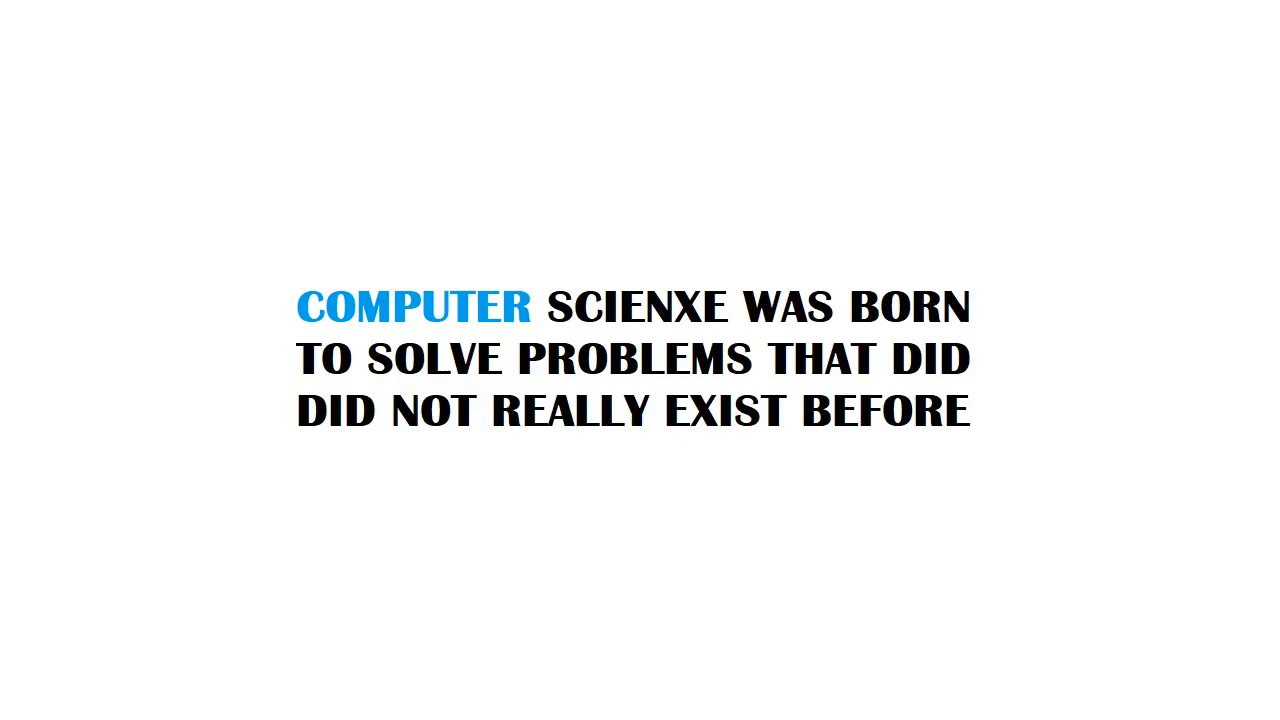 COMPUTER SCIENXE WAS BORN
TO SOLVE PROBLEMS THAT DID
DID NOT REALLY EXIST BEFORE